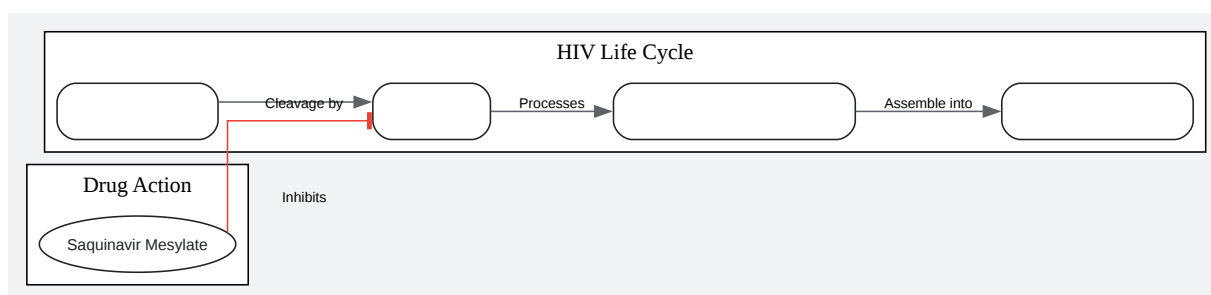 HIV Life Cycle
Cleavage by
Processes
Assemble into
Drug Action
Inhibits
Saquinavir Mesylate